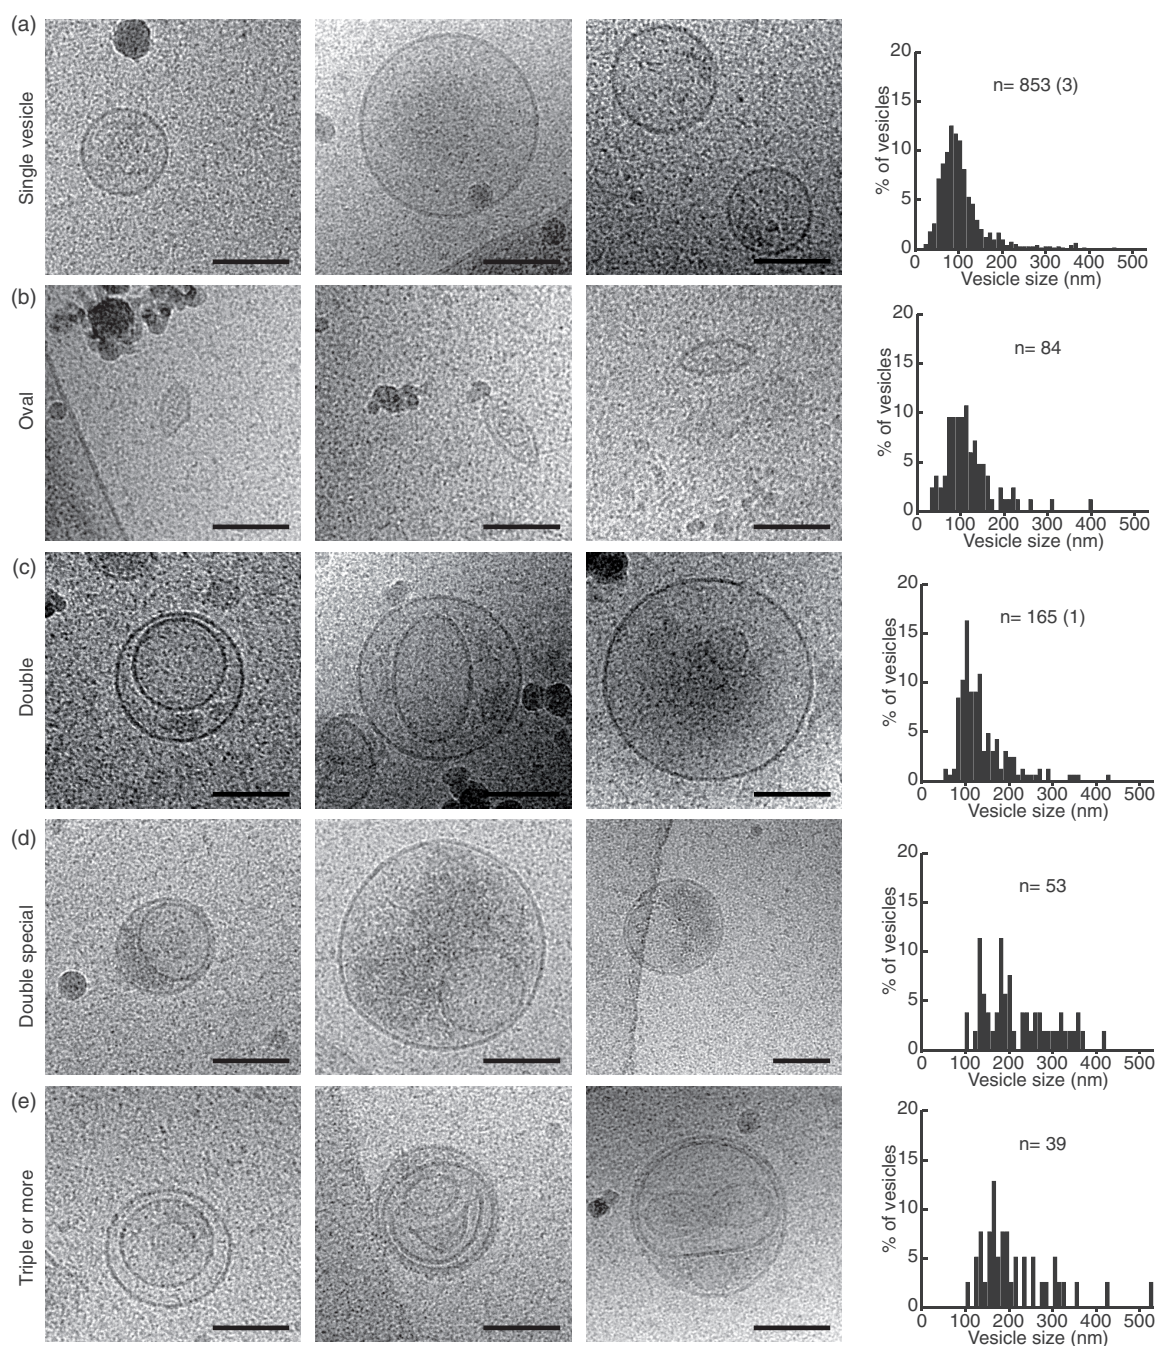 (a)
Single vesicle
20
15
10
5
0
% of vesicles
n= 853 (3)
0 100 200 300 400 500
Vesicle size (nm)
(b)
Oval
20
15
10
5
0
% of vesicles
n= 84
0 100 200 300 400 500
Vesicle size (nm)
(c)
Double
20
15
10
5
0
% of vesicles
n= 165 (1)
0 100 200 300 400 500
Vesicle size (nm)
(d)
Double special
20
15
10
5
0
% of vesicles
n= 53
0 100 200 300 400 500
Vesicle size (nm)
(e)
Triple or more
20
15
10
5
0
% of vesicles
n= 39
0 100 200 300 400 500
Vesicle size (nm)